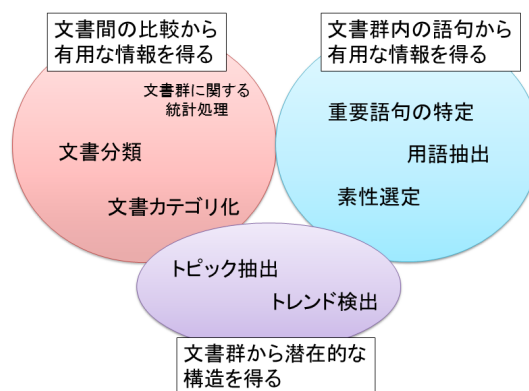 文書間の比較から
有用な情報を得る
文書群内の語句から
有用な情報を得る
文書群に関する
統計処理
文書分類
文書カテゴリ化
重要語句の特定
用語抽出
素性選定
トピック抽出
トレンド検出
文書群から潜在的な
構造を得る